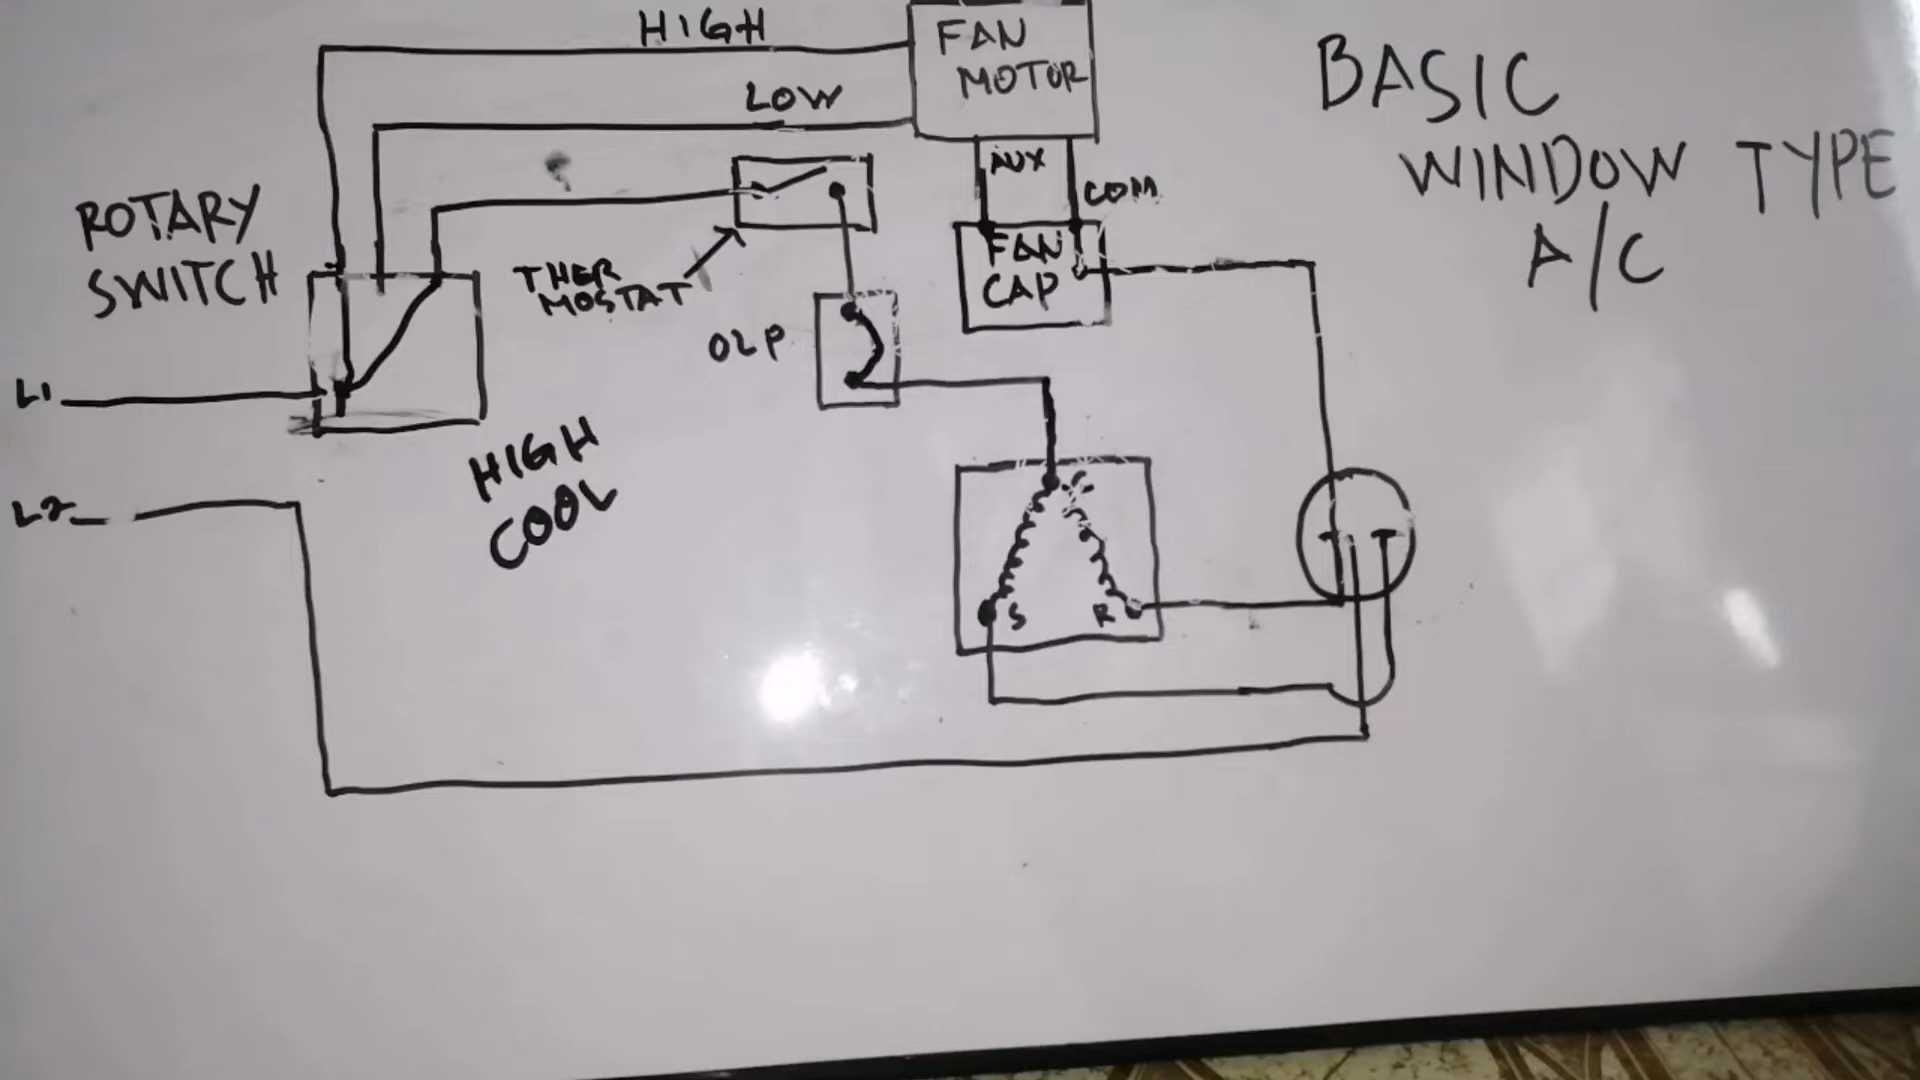 HIGH
FAN
MOTOR
LOW
AUX
COM
FAN
CAP
BASIC
WINDOW TYPE
A/C
ROTARY
SWITCH
THER
MOSTAT
OLP
L1
L2
HIGH
COOL
C
S
R